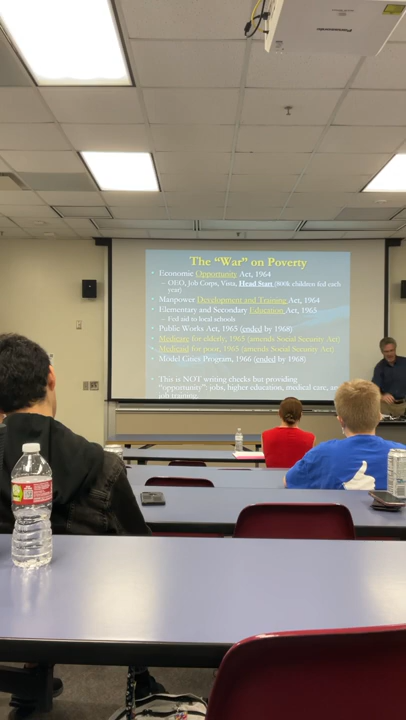 Panasonic
The "War" on Poverty
• Economic Opportunity Act, 1964
– OEO, Job Corps, Vista, Head Start (800k children fed each
year)
• Manpower Development and Training Act, 1964
• Elementary and Secondary Education Act, 1965
– Fed aid to local schools
• Public Works Act, 1965 (ended by 1968)
• Medicare for elderly, 1965 (amends Social Security Act)
• Medicaid for poor, 1965 (amends Social Security Act)
• Model Cities Program, 1966 (ended by 1968)
• This is NOT writing checks but providing
"opportunity": jobs, higher education, medical care, and
job training.